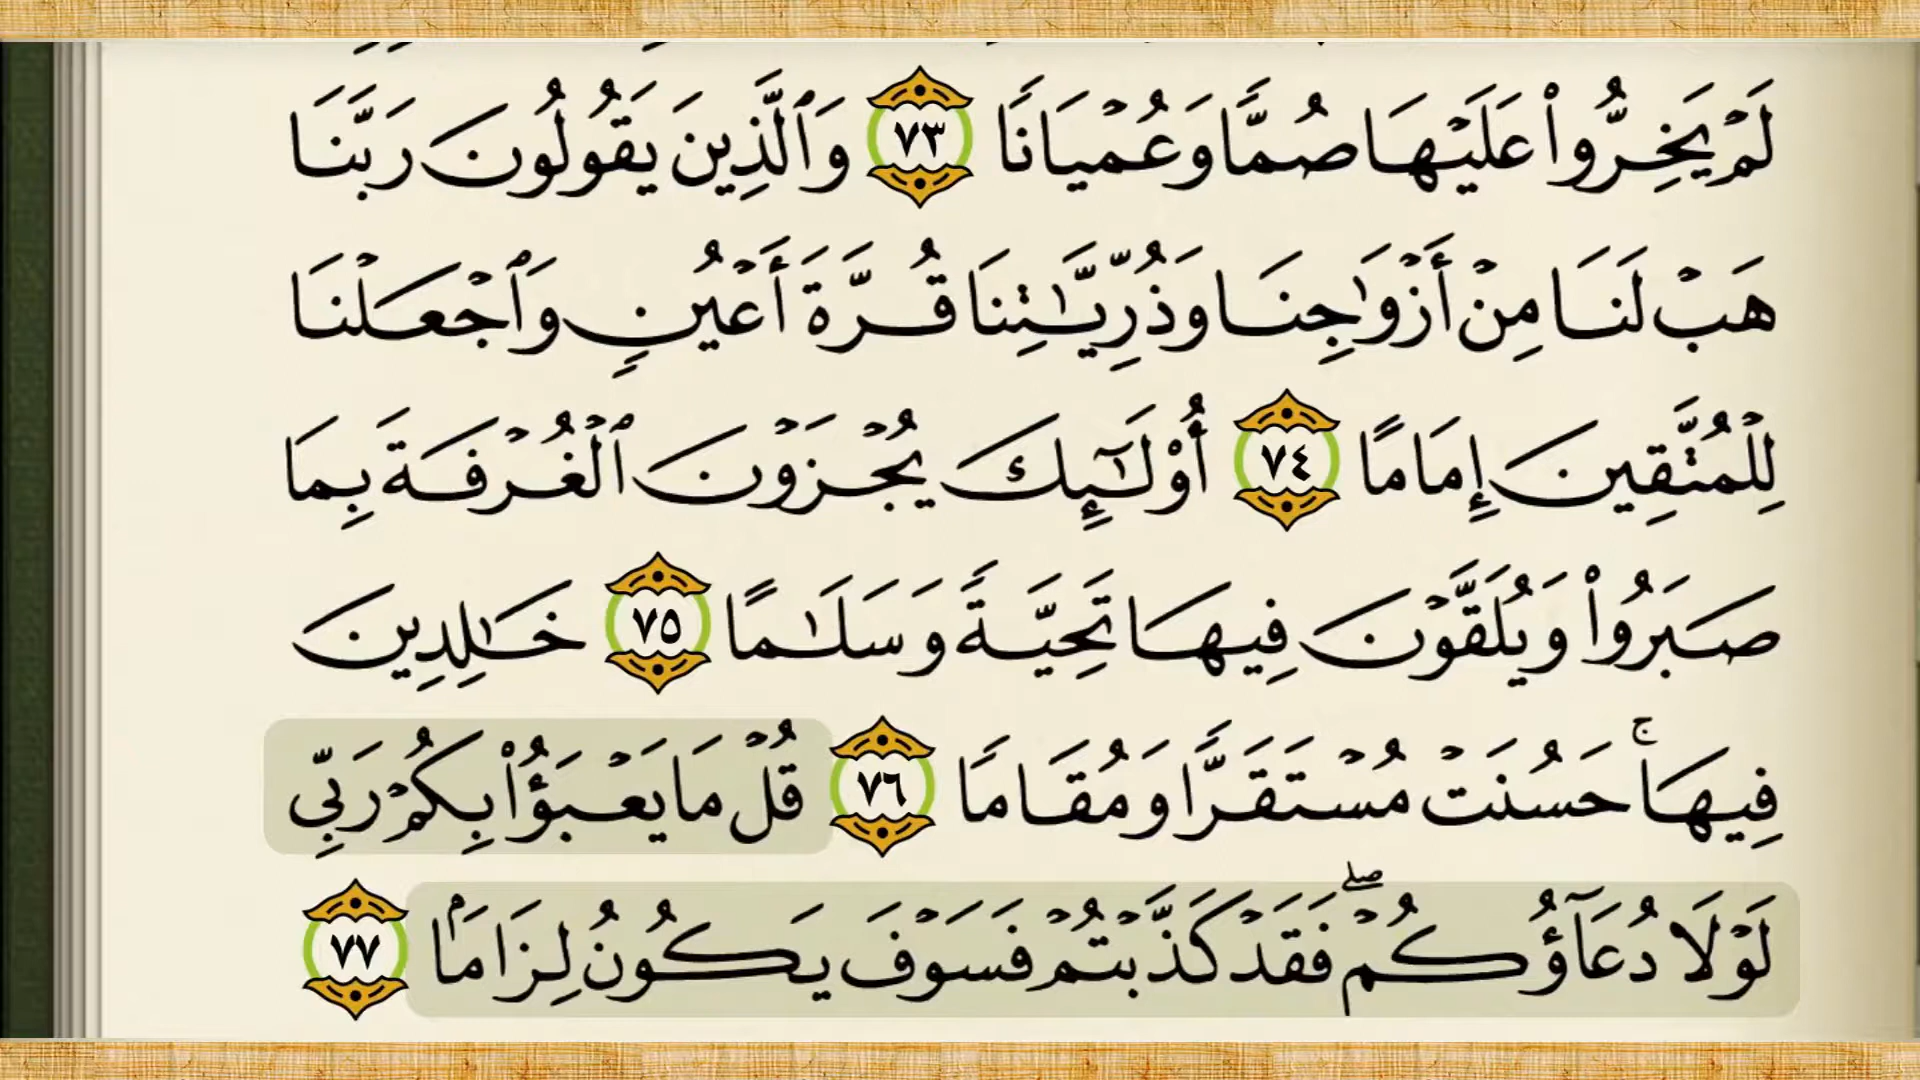 لَمْ يَخِرُّوا۟ عَلَيْهَا صُمًّا وَعُمْيَانًا ٧٣ وَٱلَّذِينَ يَقُولُونَ رَبَّنَا
هَبْ لَنَا مِنْ أَزْوَٰجِنَا وَذُرِّيَّـٰتِنَا قُرَّةَ أَعْيُنٍ وَٱجْعَلْنَا
لِلْمُتَّقِينَ إِمَامًا ٧٤ أُو۟لَـٰٓئِكَ يُجْزَوْنَ ٱلْغُرْفَةَ بِمَا
صَبَرُوا۟ وَيُلَقَّوْنَ فِيهَا تَحِيَّةً وَسَلَـٰمًا ٧٥ خَـٰلِدِينَ
فِيهَا ۚ حَسُنَتْ مُسْتَقَرًّا وَمُقَامًا ٧٦ قُلْ مَا يَعْبَؤُا۟ بِكُمْ رَبِّي
لَوْلَا دُعَآؤُكُمْ ۖ فَقَدْ كَذَّبْتُمْ فَسَوْفَ يَكُونُ لِزَامًۢا ٧٧